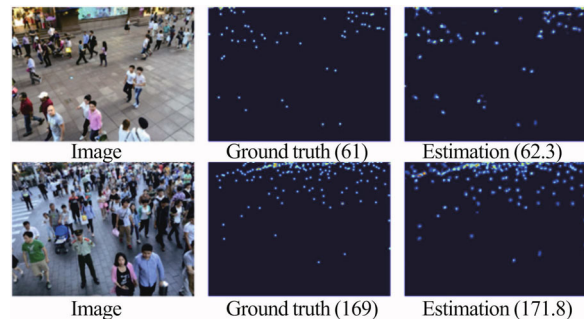 Image
Ground truth (61)
Estimation (62.3)
Image
Ground truth (169)
Estimation (171.8)